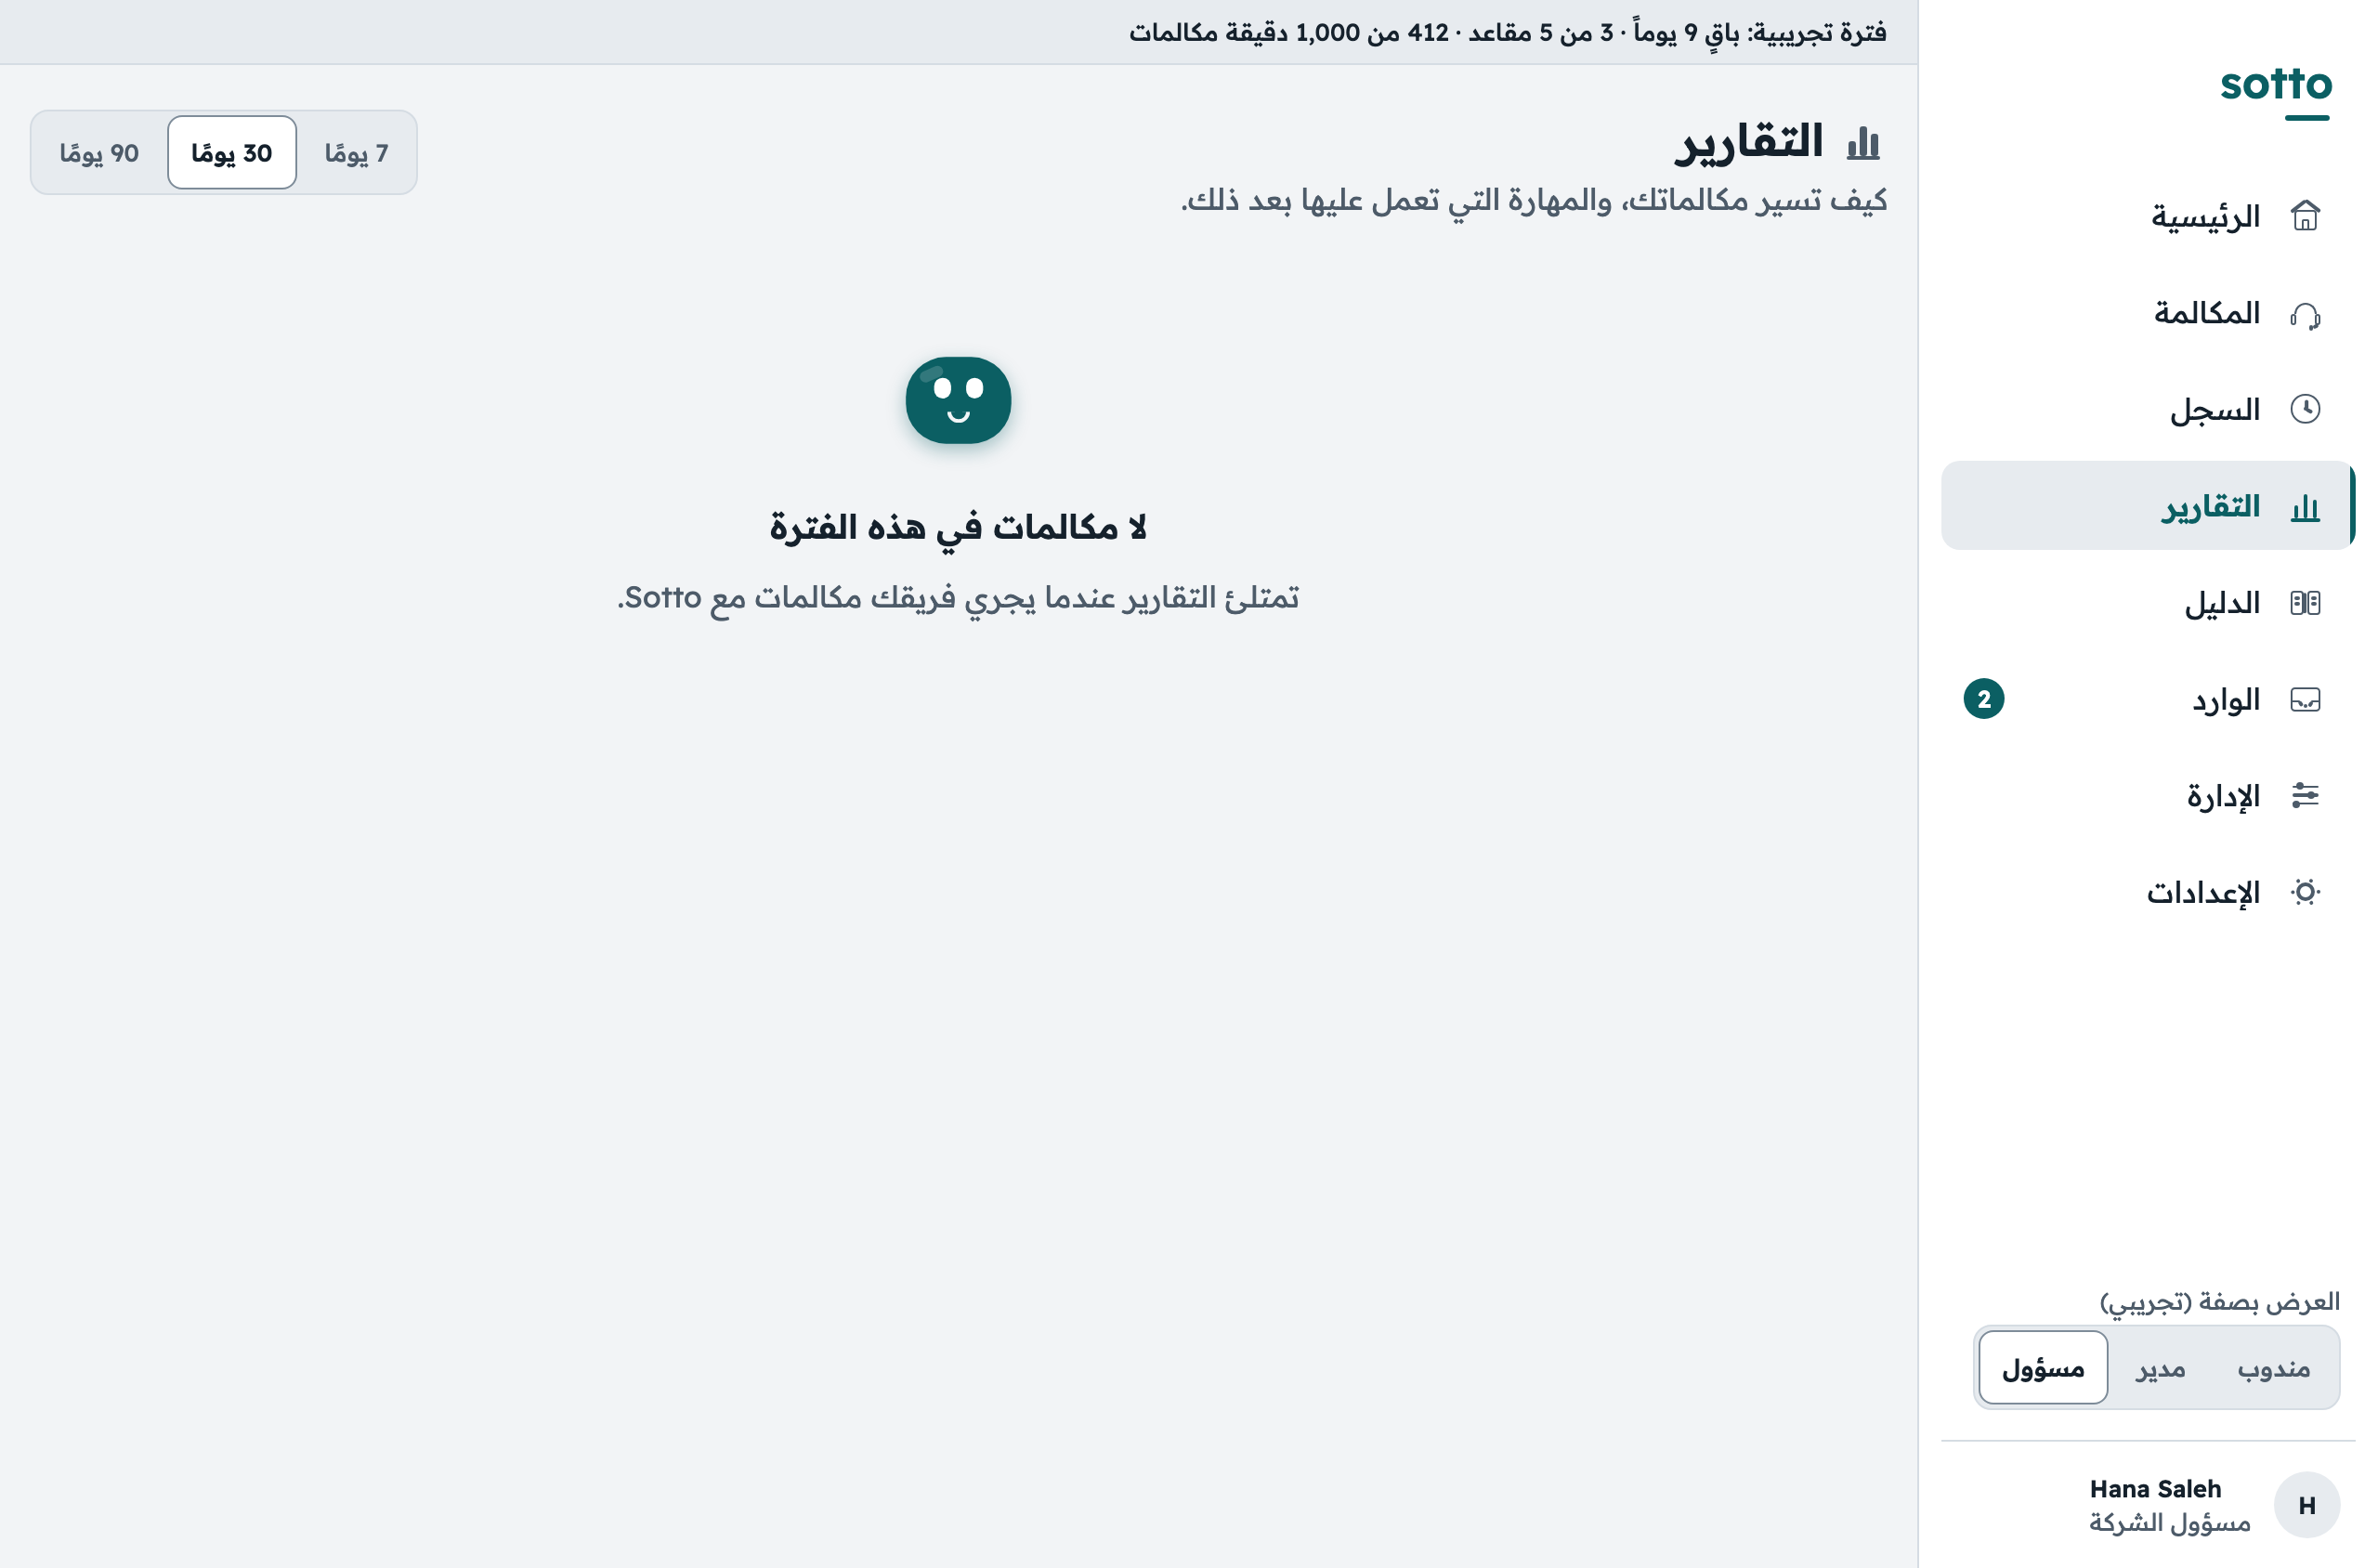 sotto
الرئيسية
المكالمة
السجل
التقارير
الدليل
الوارد
2
الإدارة
الإعدادات
العرض بصفة (تجريبي)
مندوب
مدير
مسؤول
H
Hana Saleh
مسؤول الشركة
فترة تجريبية: باقٍ 9 يوماً · 3 من 5 مقاعد · 412 من 1,000 دقيقة مكالمات
التقارير
كيف تسير مكالماتك، والمهارة التي تعمل عليها بعد ذلك.
7 يومًا
30 يومًا
90 يومًا
لا مكالمات في هذه الفترة
تمتلئ التقارير عندما يجري فريقك مكالمات مع Sotto.